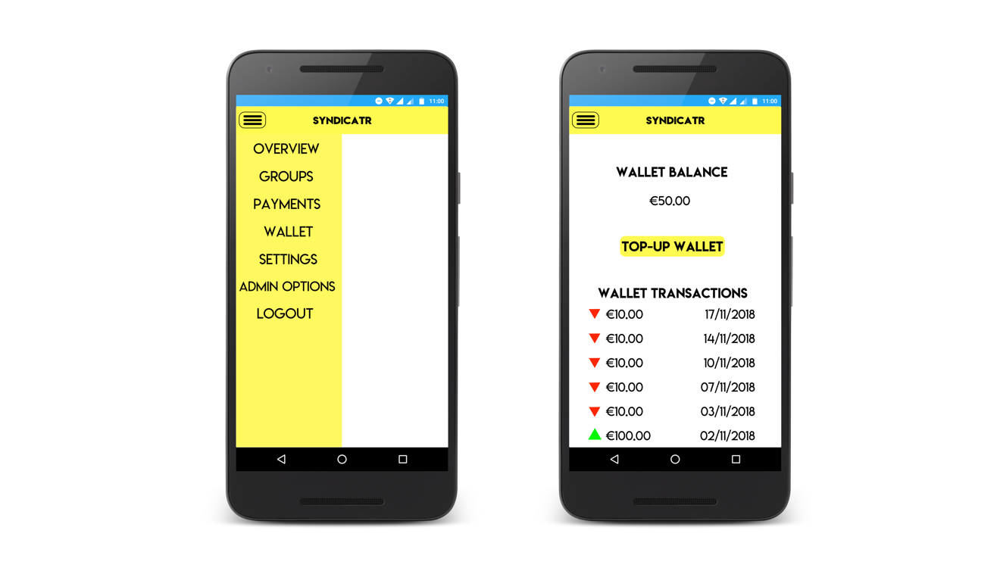 11:00
SYNDICATR
OVERVIEW
GROUPS
PAYMENTS
WALLET
SETTINGS
ADMIN OPTIONS
LOGOUT
11:00
SYNDICATR
WALLET BALANCE
€50.00
TOP-UP WALLET
WALLET TRANSACTIONS
€10.00 17/11/2018
€10.00 14/11/2018
€10.00 10/11/2018
€10.00 07/11/2018
€10.00 03/11/2018
€100.00 02/11/2018